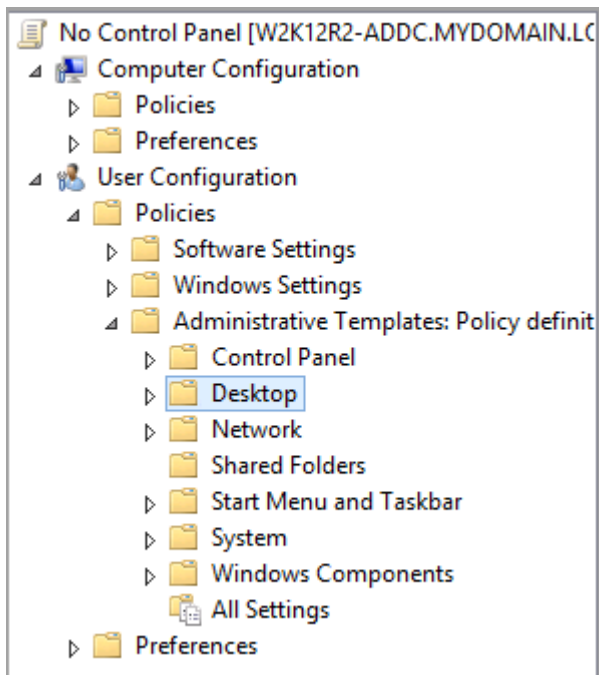 No Control Panel [W2K12R2-ADDC.MYDOMAIN.LC
Computer Configuration
Policies
Preferences
User Configuration
Policies
Software Settings
Windows Settings
Administrative Templates: Policy definit
Control Panel
Desktop
Network
Shared Folders
Start Menu and Taskbar
System
Windows Components
All Settings
Preferences